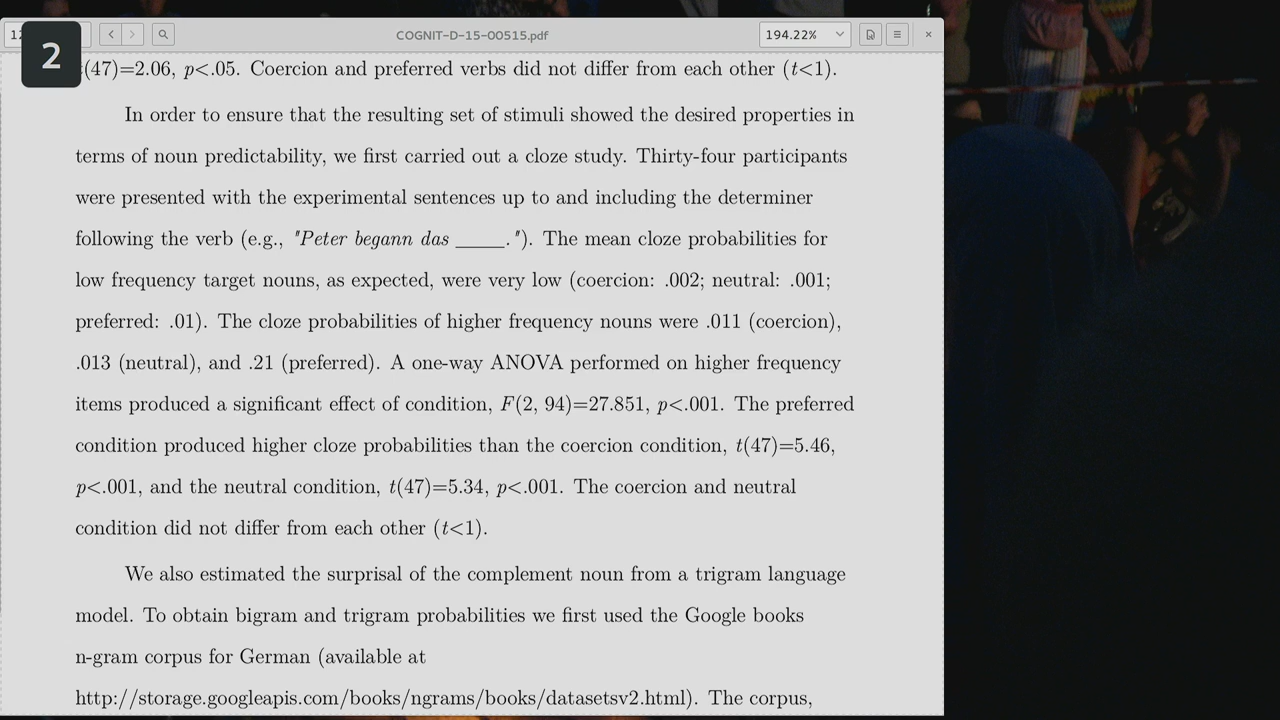 2
COGNIT-D-15-00515.pdf
194.22%
(47)=2.06, p<.05. Coercion and preferred verbs did not differ from each other (t<1).
In order to ensure that the resulting set of stimuli showed the desired properties in
terms of noun predictability, we first carried out a cloze study. Thirty-four participants
were presented with the experimental sentences up to and including the determiner
following the verb (e.g., "Peter begann das _____."). The mean cloze probabilities for
low frequency target nouns, as expected, were very low (coercion: .002; neutral: .001;
preferred: .01). The cloze probabilities of higher frequency nouns were .011 (coercion),
.013 (neutral), and .21 (preferred). A one-way ANOVA performed on higher frequency
items produced a significant effect of condition, F(2, 94)=27.851, p<.001. The preferred
condition produced higher cloze probabilities than the coercion condition, t(47)=5.46,
p<.001, and the neutral condition, t(47)=5.34, p<.001. The coercion and neutral
condition did not differ from each other (t<1).
We also estimated the surprisal of the complement noun from a trigram language
model. To obtain bigram and trigram probabilities we first used the Google books
n-gram corpus for German (available at
http://storage.googleapis.com/books/ngrams/books/datasetsv2.html). The corpus,